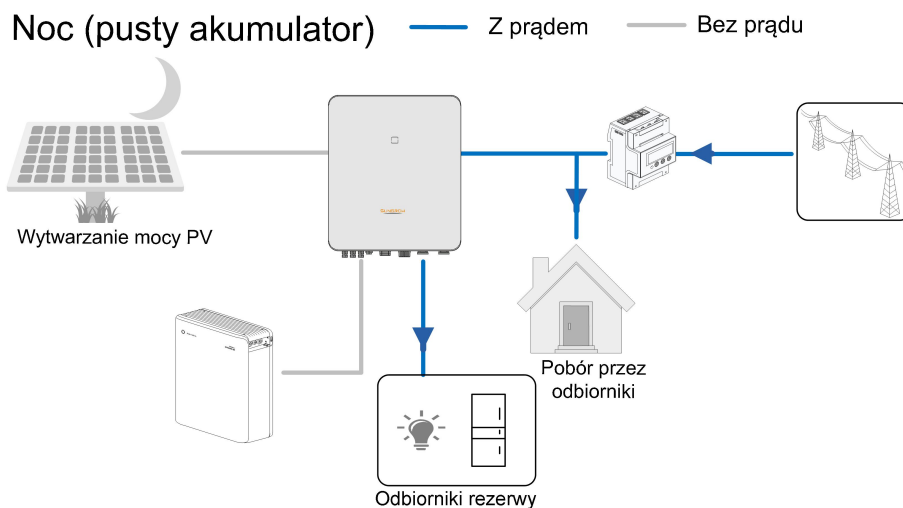 Noc (pusty akumulator)
Z prądem
Bez prądu
Wytwarzanie mocy PV
Pobór przez
odbiorniki
Odbiorniki rezerwy